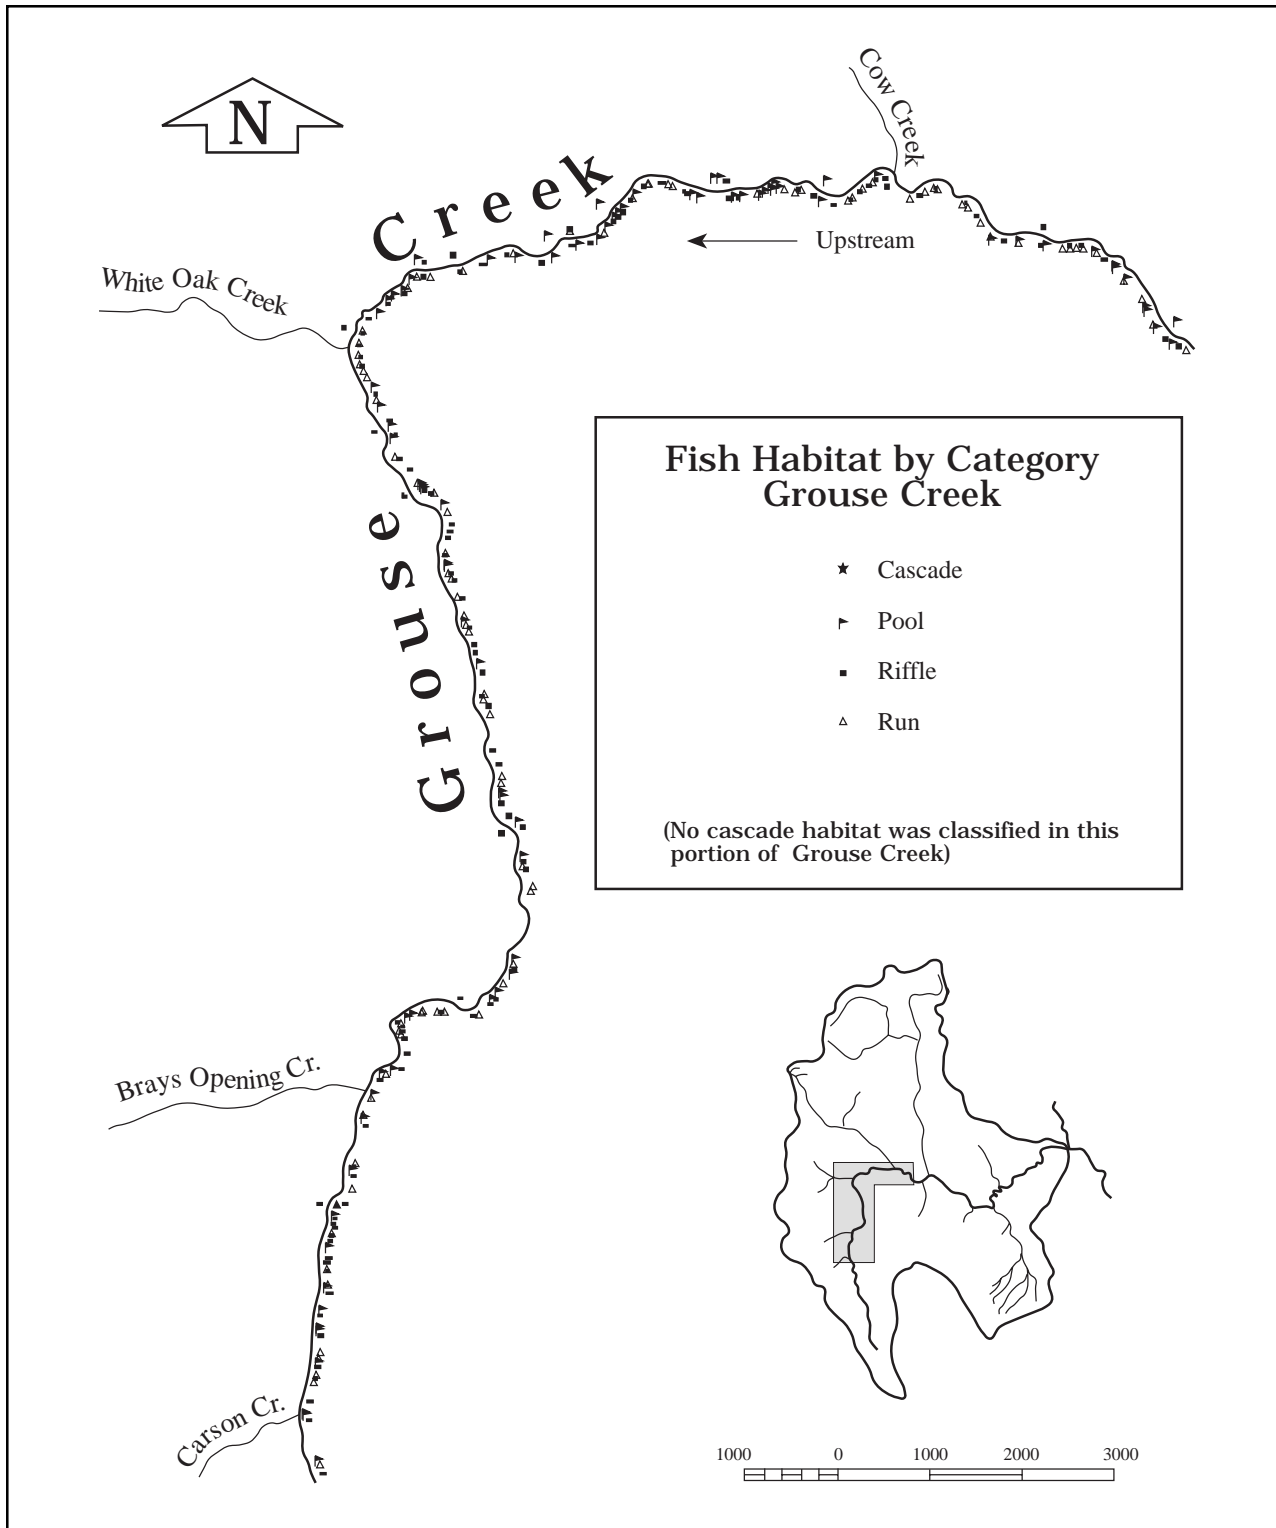 N
Cow Creek
Grouse Creek
Upstream
White Oak Creek
Fish Habitat by Category
Grouse Creek
Cascade
Pool
Riffle
Run
(No cascade habitat was classified in this
portion of Grouse Creek)
Brays Opening Cr.
Carson Cr.
1000 0 1000 2000 3000